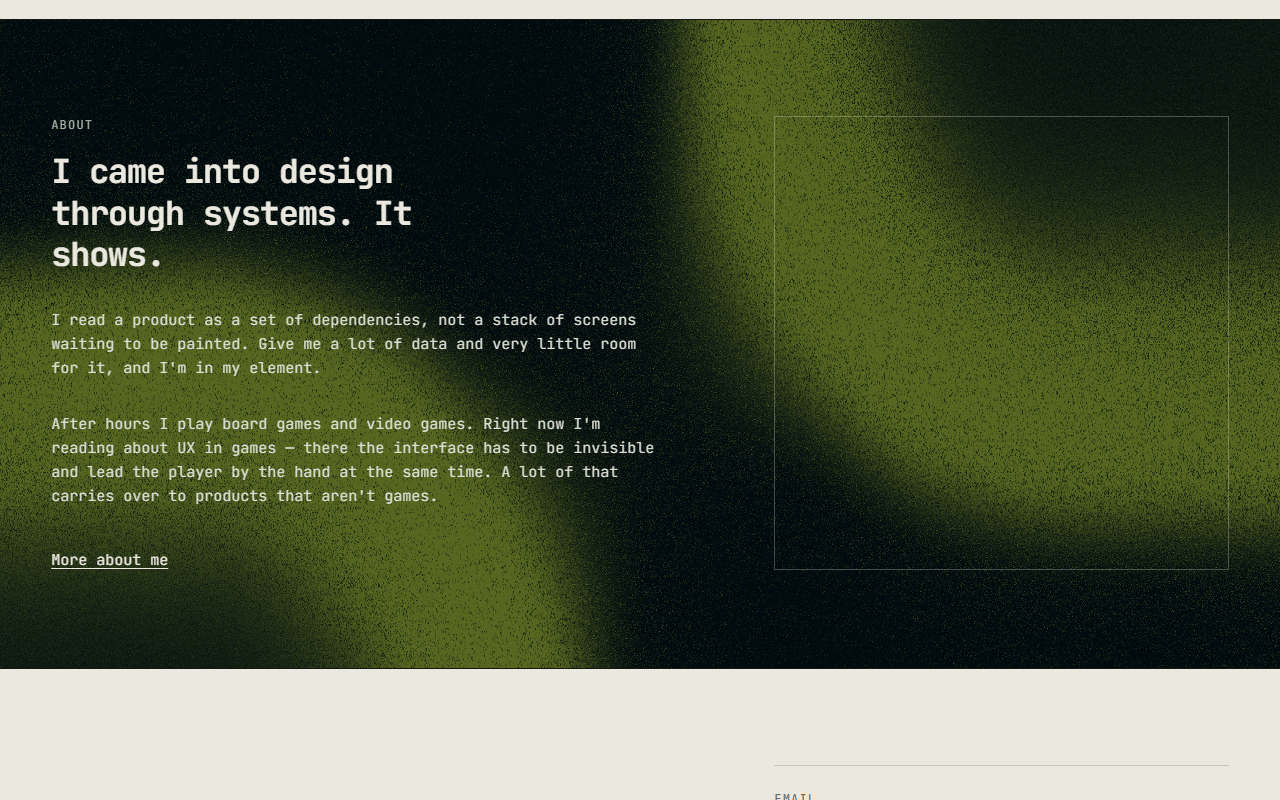 ABOUT
I came into design
through systems. It
shows.
I read a product as a set of dependencies, not a stack of screens
waiting to be painted. Give me a lot of data and very little room
for it, and I'm in my element.
After hours I play board games and video games. Right now I'm
reading about UX in games — there the interface has to be invisible
and lead the player by the hand at the same time. A lot of that
carries over to products that aren't games.
More about me
EMAIL